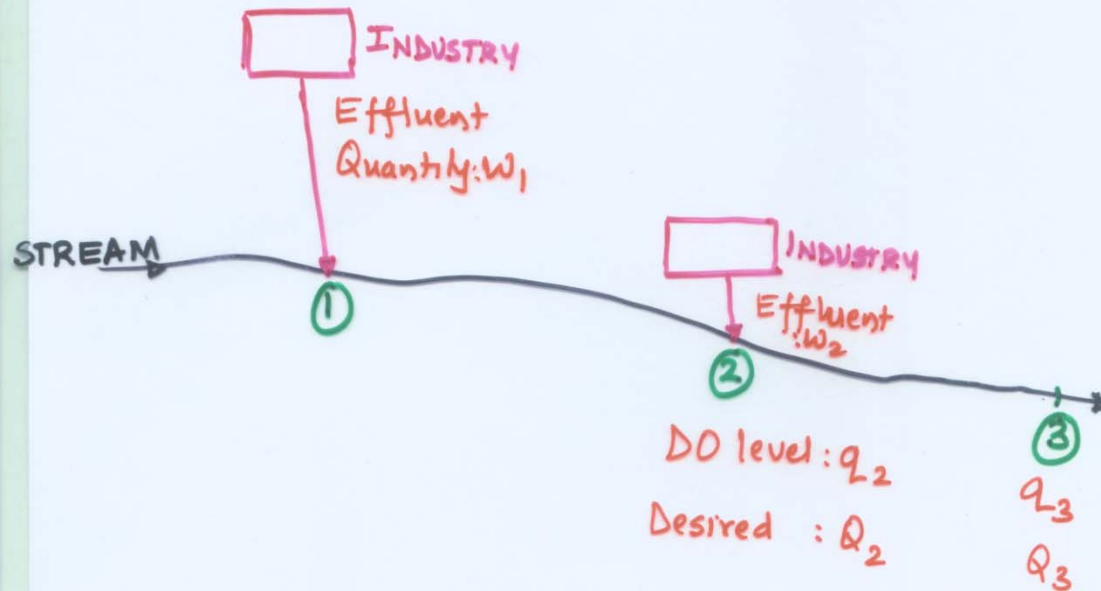 INDUSTRY
Effluent
Quantity: W₁
STREAM
①
INDUSTRY
Effluent
: W₂
②
③
DO level : q₂
Desired : Q₂
q₃
Q₃